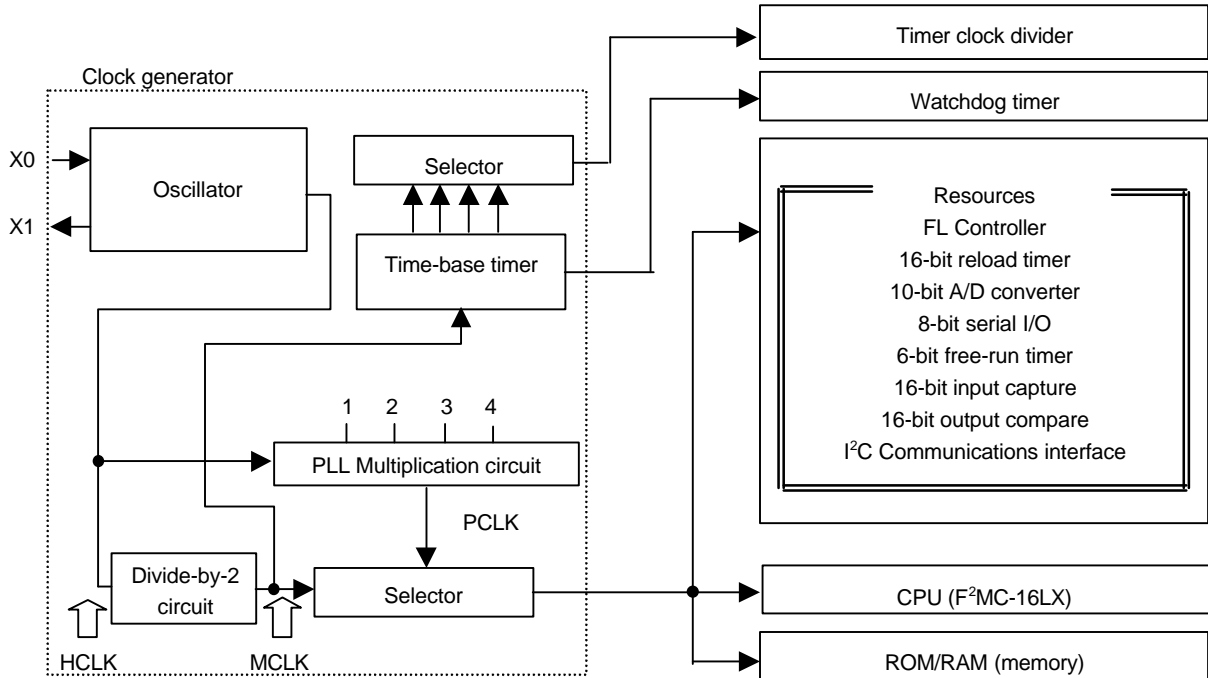 Timer clock divider
Clock generator
Watchdog timer
X0
Oscillator
Selector
X1
Time-base timer
Resources
FL Controller
16-bit reload timer
10-bit A/D converter
8-bit serial I/O
6-bit free-run timer
16-bit input capture
16-bit output compare
I²C Communications interface
1 2 3 4
PLL Multiplication circuit
PCLK
Divide-by-2
circuit
Selector
CPU (F²MC-16LX)
HCLK
MCLK
ROM/RAM (memory)